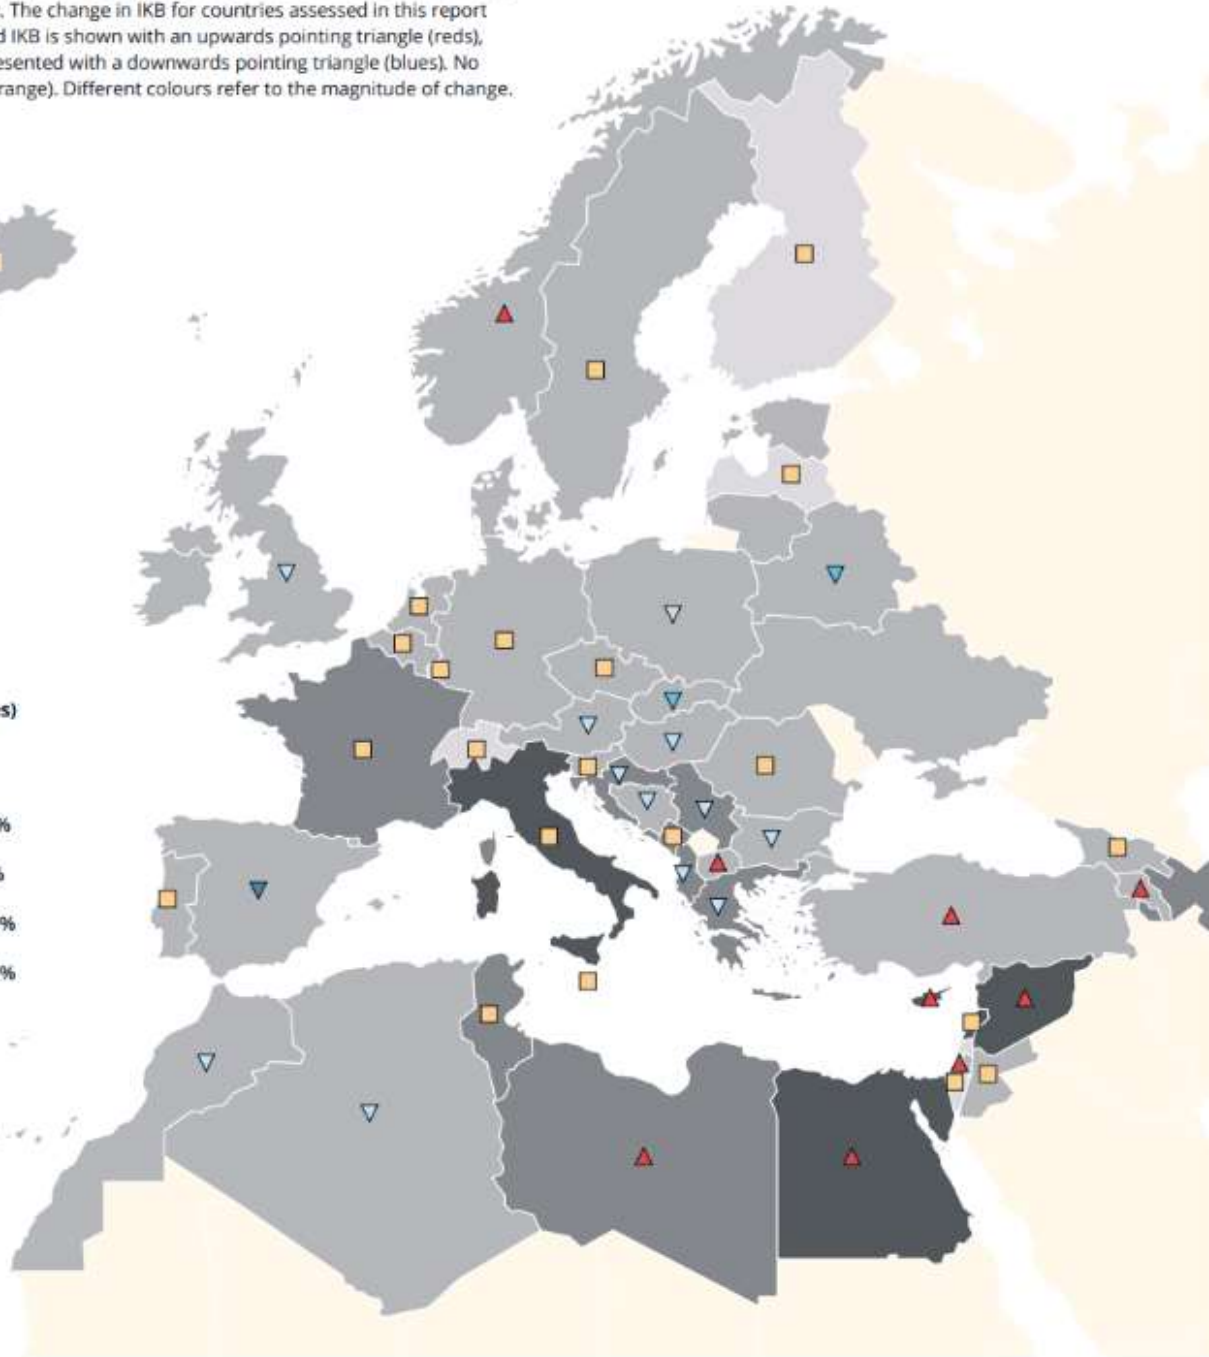 . The change in IKB for countries assessed in this report
d IKB is shown with an upwards pointing triangle (reds),
esented with a downwards pointing triangle (blues). No
range). Different colours refer to the magnitude of change.
s)
%
%
%
%